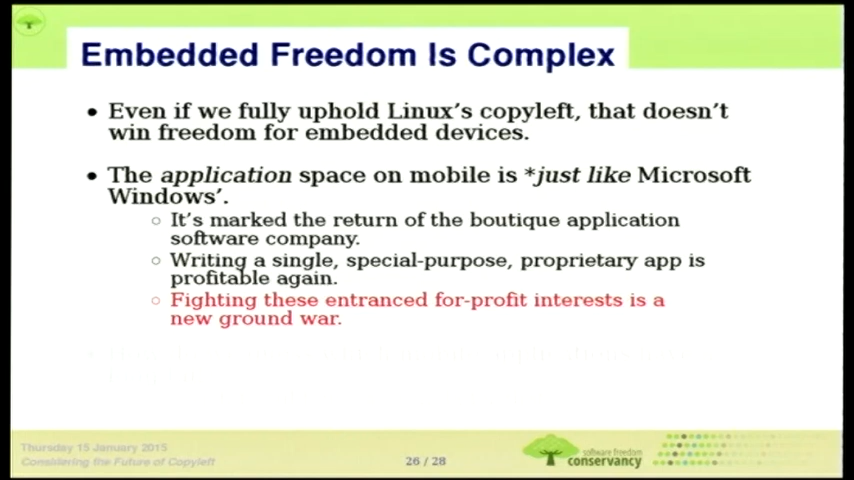 Embedded Freedom Is Complex
• Even if we fully uphold Linux's copyleft, that doesn't
win freedom for embedded devices.
• The application space on mobile is *just like Microsoft
Windows'.
○ It's marked the return of the boutique application
software company.
○ Writing a single, special-purpose, proprietary app is
profitable again.
○ Fighting these entranced for-profit interests is a
new ground war.
Thursday 15 January 2015
Considering the Future of Copyleft
26 / 28
software freedom
conservancy